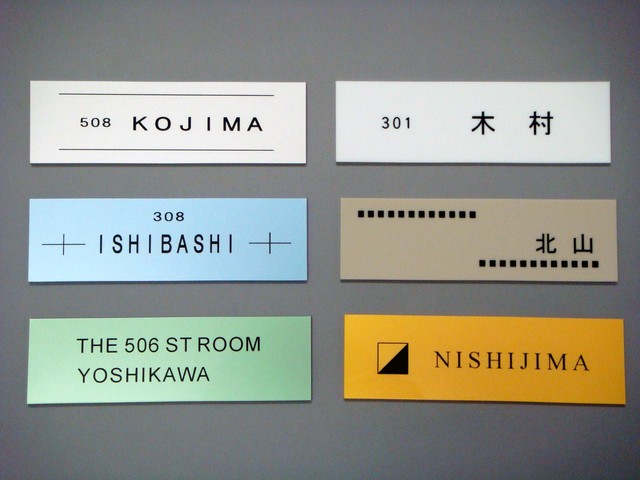 508 KOJIMA
301 木村
308
ISHIBASHI
北山
THE 506 ST ROOM
YOSHIKAWA
NISHIJIMA